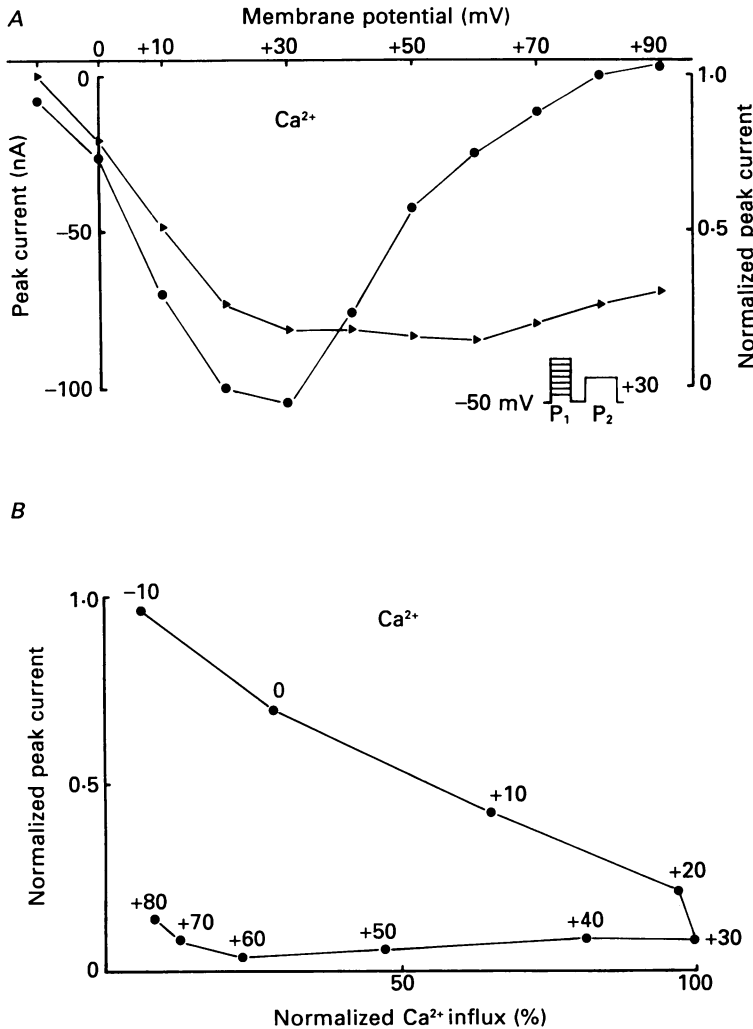 A
Membrane potential (mV)
0 +10 +30 +50 +70 +90
0
−50
−100
Peak current (nA)
Ca²⁺
1.0
0.5
0
Normalized peak current
−50 mV
P₁
P₂
+30
B
1·0
0·5
0
Normalized peak current
Ca²⁺
−10
0
+10
+20
+30
+40
+50
+60
+70
+80
50 100
Normalized Ca²⁺ influx (%)